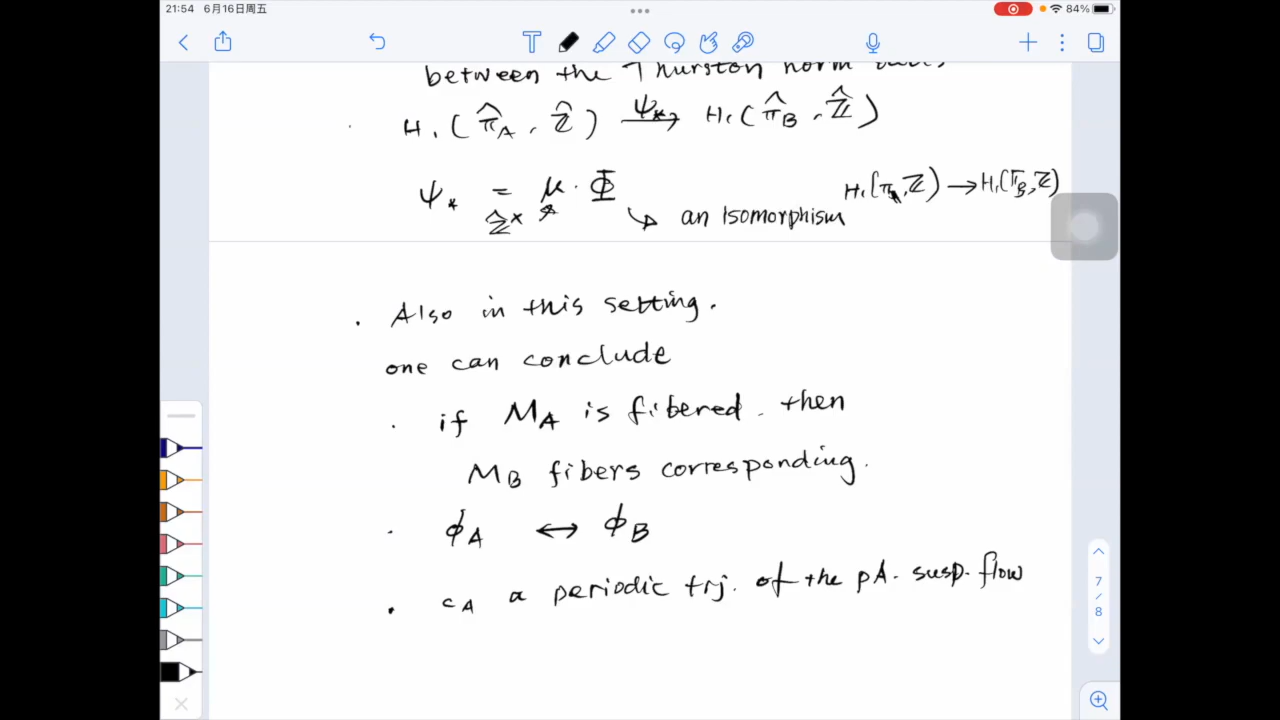 21:54 6月16日周五
84%
between the Thurston norm
H₁(π̂_A, Ẑ) —Ψ_*→ H₁(π̂_B, Ẑ)
Ψ_* = μ · Φ H₁(π_A, Z) → H₁(π_B, Z)
Ẑ^× ↘ an isomorphism
· Also in this setting.
one can conclude
· if M_A is fibered. then
M_B fibers corresponding.
· ϕ_A ↔ ϕ_B
· c_A a periodic trj. of the pA. susp. flow
7
/
8